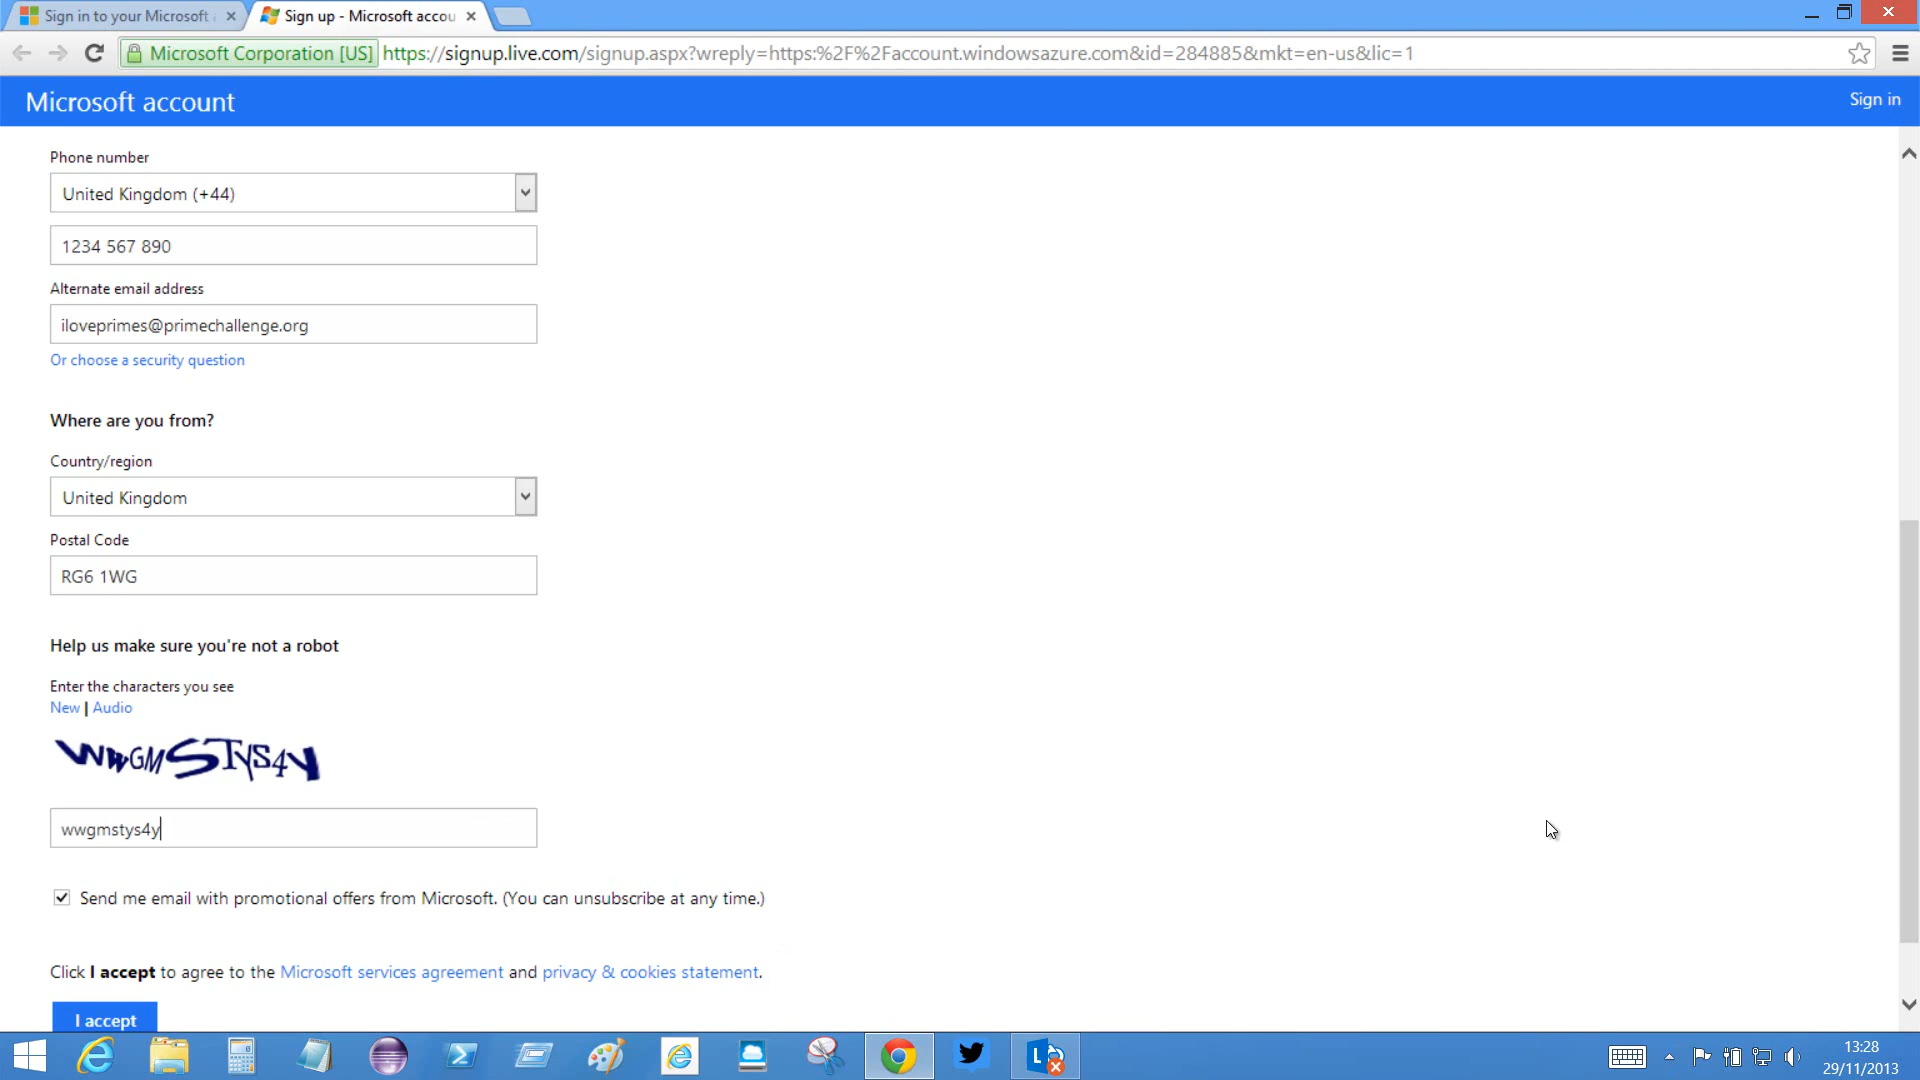 Sign in to your Microsoft a
Sign up - Microsoft accou
Microsoft Corporation [US] https://signup.live.com/signup.aspx?wreply=https:%2F%2Faccount.windowsazure.com&id=284885&mkt=en-us&lic=1
Microsoft account
Sign in
Phone number
United Kingdom (+44)
1234 567 890
Alternate email address
iloveprimes@primechallenge.org
Or choose a security question
Where are you from?
Country/region
United Kingdom
Postal Code
RG6 1WG
Help us make sure you're not a robot
Enter the characters you see
New | Audio
WWGMSTYS4Y
wwgmstys4y
Send me email with promotional offers from Microsoft. (You can unsubscribe at any time.)
Click I accept to agree to the Microsoft services agreement and privacy & cookies statement.
I accept
13:28
29/11/2013